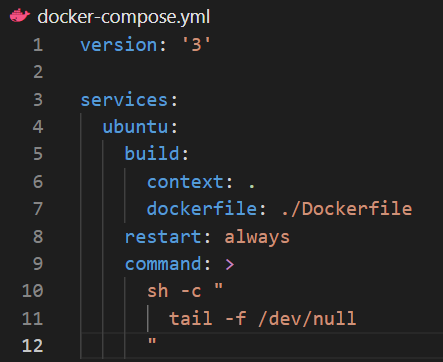 docker-compose.yml
1 version: '3'
2
3 services:
4   ubuntu:
5     build:
6       context: .
7       dockerfile: ./Dockerfile
8     restart: always
9     command: >
10       sh -c "
11         tail -f /dev/null
12       "